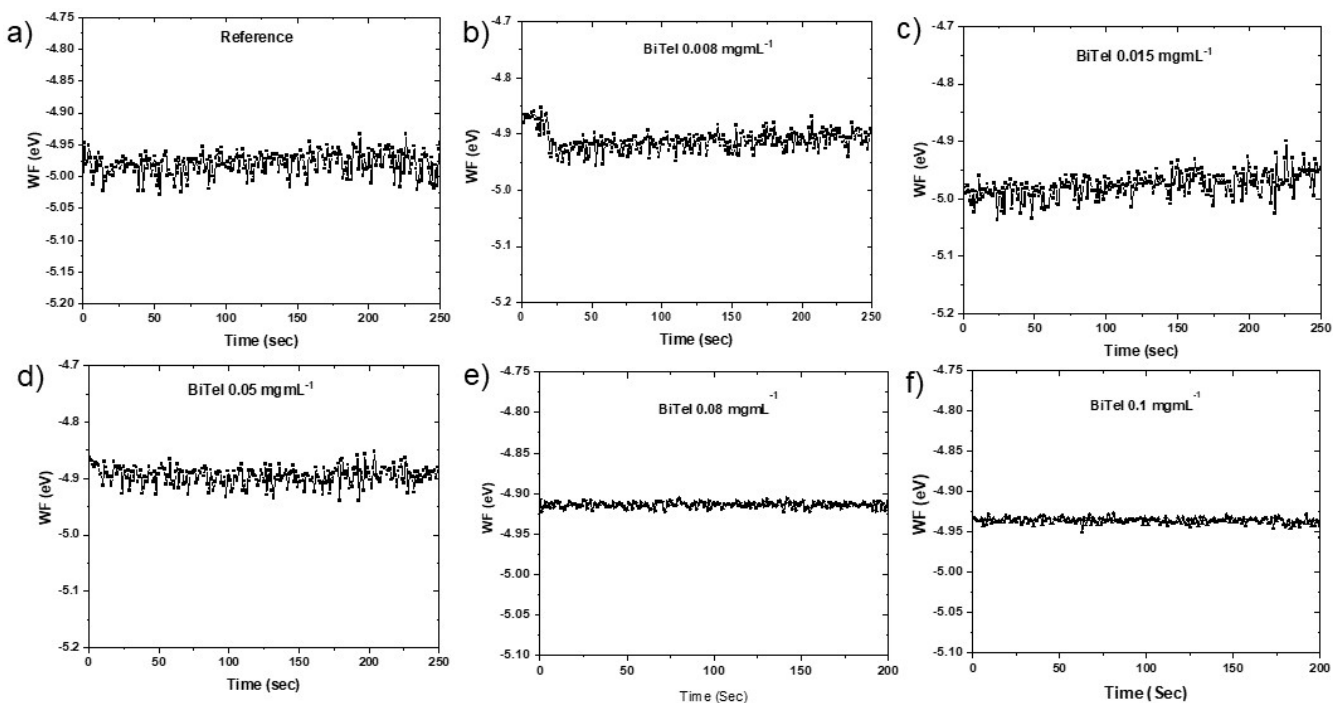 a)
Reference
-4.75
-4.80
-4.85
-4.90
-4.95
-5.00
-5.05
-5.10
-5.15
-5.20
WF (eV)
0 50 100 150 200 250
Time (sec)
b)
BiTeI 0.008 mgmL-1
-4.7
-4.8
-4.9
-5.0
-5.1
-5.2
WF (eV)
0 50 100 150 200 250
Time (sec)
c)
BiTeI 0.015 mgmL-1
-4.7
-4.8
-4.9
-5.0
-5.1
-5.2
WF (eV)
0 50 100 150 200 250
Time (sec)
d)
BiTeI 0.05 mgmL-1
-4.7
-4.8
-4.9
-5.0
-5.1
-5.2
WF (eV)
0 50 100 150 200 250
Time (sec)
e)
BiTeI 0.08 mgmL-1
-4.75
-4.80
-4.85
-4.90
-4.95
-5.00
-5.05
-5.10
WF (eV)
0 50 100 150 200
Time (Sec)
f)
BiTeI 0.1 mgmL-1
-4.75
-4.80
-4.85
-4.90
-4.95
-5.00
-5.05
-5.10
WF (eV)
0 50 100 150 200
Time (Sec)